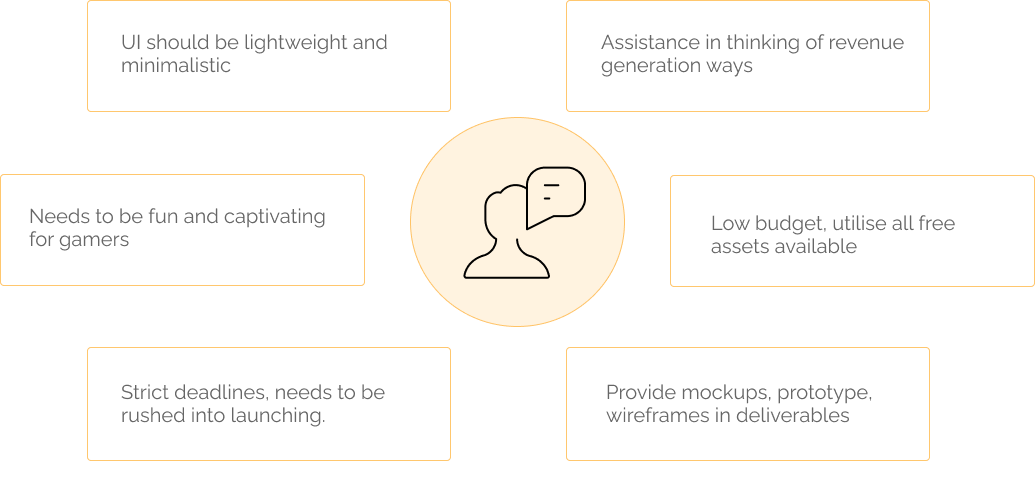 UI should be lightweight and
minimalistic
Assistance in thinking of revenue
generation ways
Needs to be fun and captivating
for gamers
Low budget, utilise all free
assets available
Strict deadlines, needs to be
rushed into launching.
Provide mockups, prototype,
wireframes in deliverables